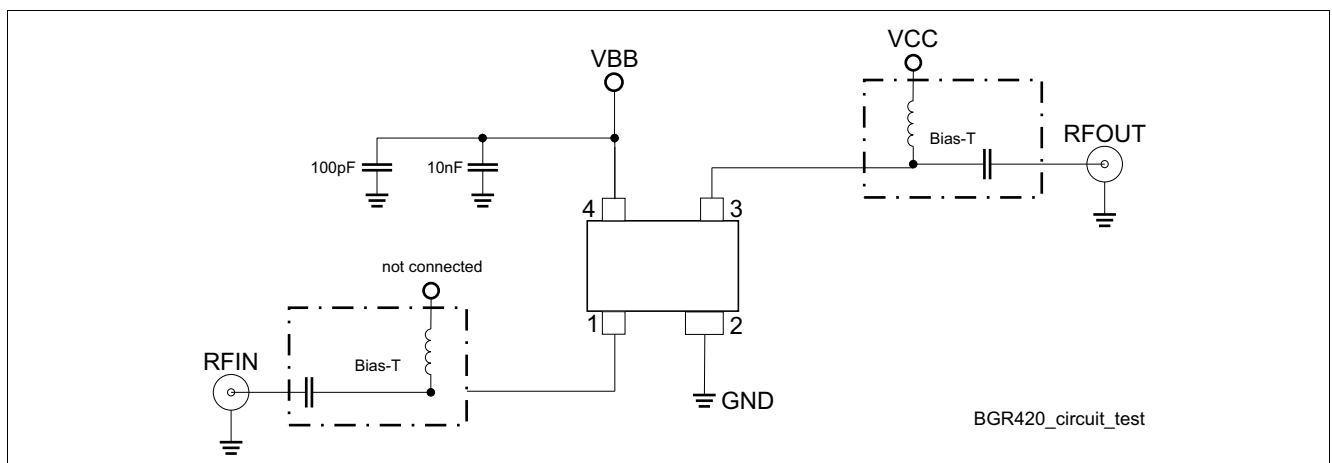 VCC
VBB
RFOUT
Bias-T
100pF
10nF
4
3
not connected
1
2
RFIN
Bias-T
GND
BGR420_circuit_test